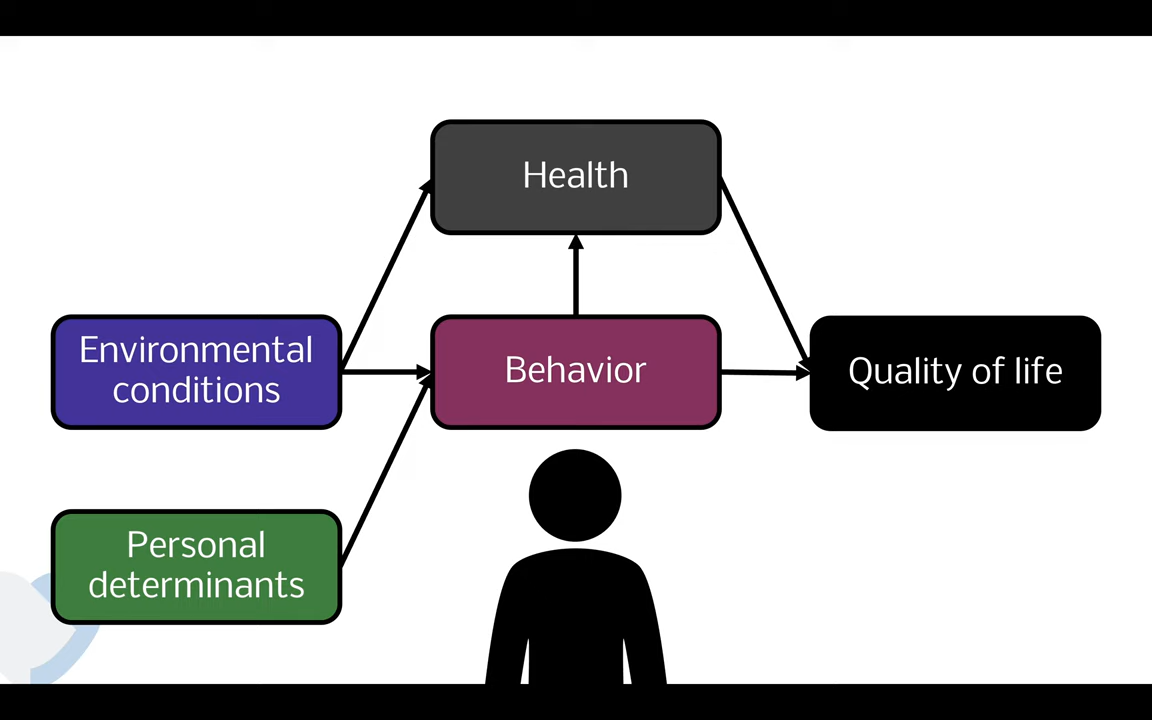 Health
Environmental
conditions
Behavior
Quality of life
Personal
determinants